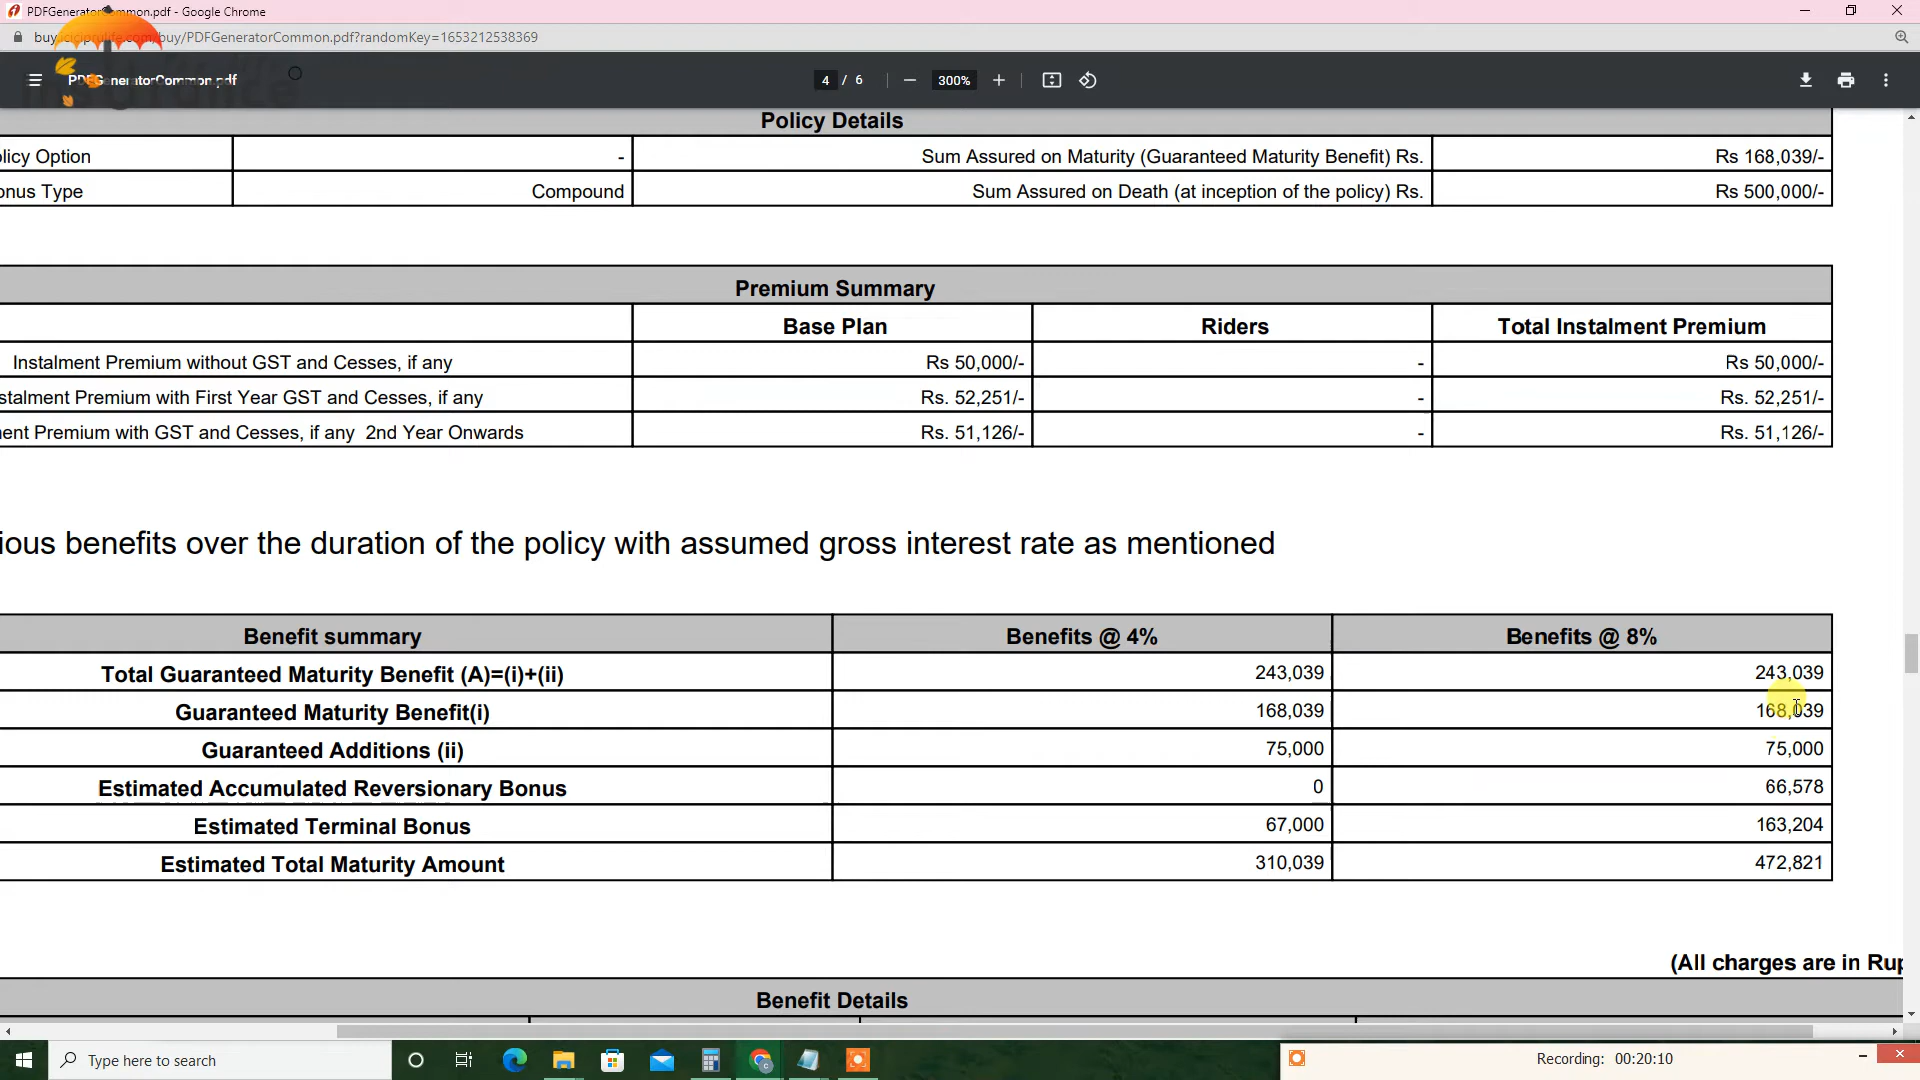 PDFGeneratorCommon.pdf - Google Chrome
buy.iciciprulife.com/buy/PDFGeneratorCommon.pdf?randomKey=1653212538369
PDFGeneratorCommon.pdf
4 / 6
300%
Policy Details
olicy Option - Sum Assured on Maturity (Guaranteed Maturity Benefit) Rs. Rs 168,039/-
onus Type Compound Sum Assured on Death (at inception of the policy) Rs. Rs 500,000/-
Premium Summary
Base Plan Riders Total Instalment Premium
Instalment Premium without GST and Cesses, if any Rs 50,000/- - Rs 50,000/-
stalment Premium with First Year GST and Cesses, if any Rs. 52,251/- - Rs. 52,251/-
ent Premium with GST and Cesses, if any 2nd Year Onwards Rs. 51,126/- - Rs. 51,126/-
ious benefits over the duration of the policy with assumed gross interest rate as mentioned
Benefit summary Benefits @ 4% Benefits @ 8%
Total Guaranteed Maturity Benefit (A)=(i)+(ii) 243,039 243,039
Guaranteed Maturity Benefit(i) 168,039 168,039
Guaranteed Additions (ii) 75,000 75,000
Estimated Accumulated Reversionary Bonus 0 66,578
Estimated Terminal Bonus 67,000 163,204
Estimated Total Maturity Amount 310,039 472,821
(All charges are in Rup
Benefit Details
Type here to search
Recording: 00:20:10